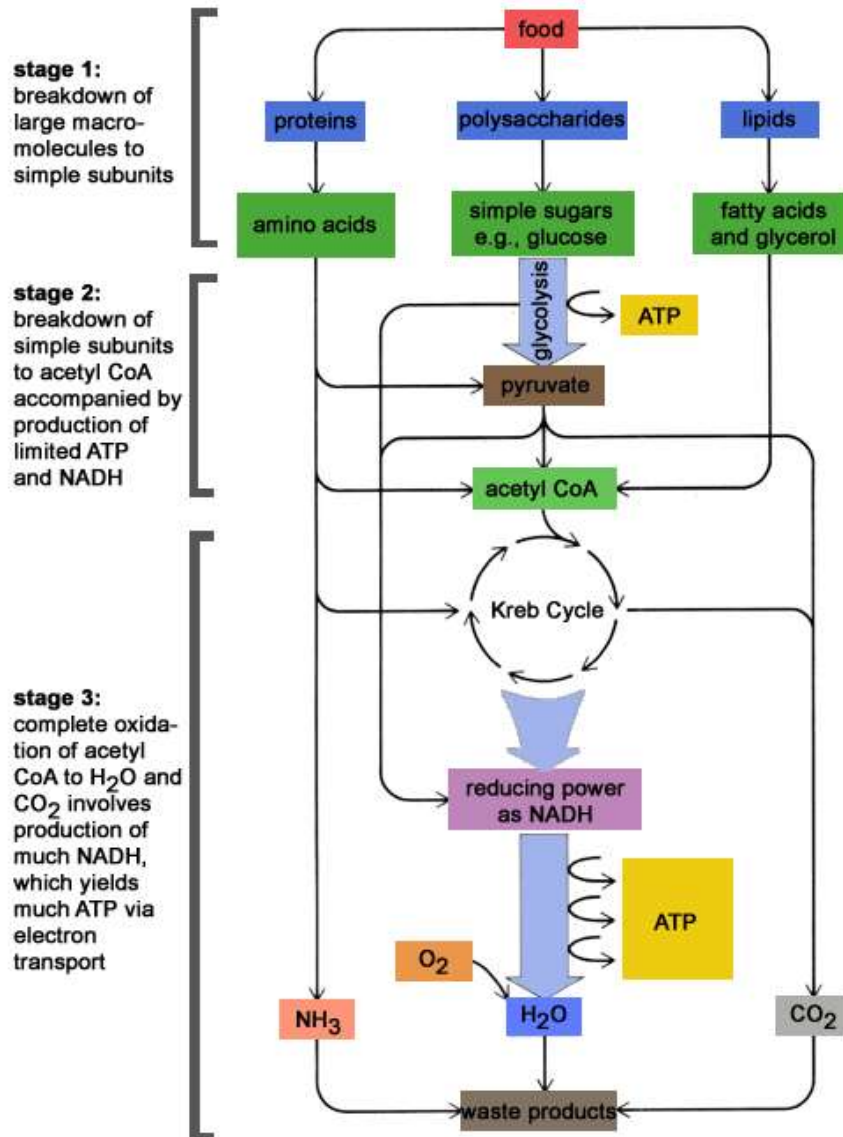 food
stage 1:
breakdown of
large macro-
molecules to
simple subunits
proteins
polysaccharides
lipids
amino acids
simple sugars
e.g., glucose
fatty acids
and glycerol
stage 2:
breakdown of
simple subunits
to acetyl CoA
accompanied by
production of
limited ATP
and NADH
glycolysis
ATP
pyruvate
acetyl CoA
Kreb Cycle
stage 3:
complete oxida-
tion of acetyl
CoA to H₂O and
CO₂ involves
production of
much NADH,
which yields
much ATP via
electron
transport
reducing power
as NADH
ATP
O₂
NH₃
H₂O
CO₂
waste products